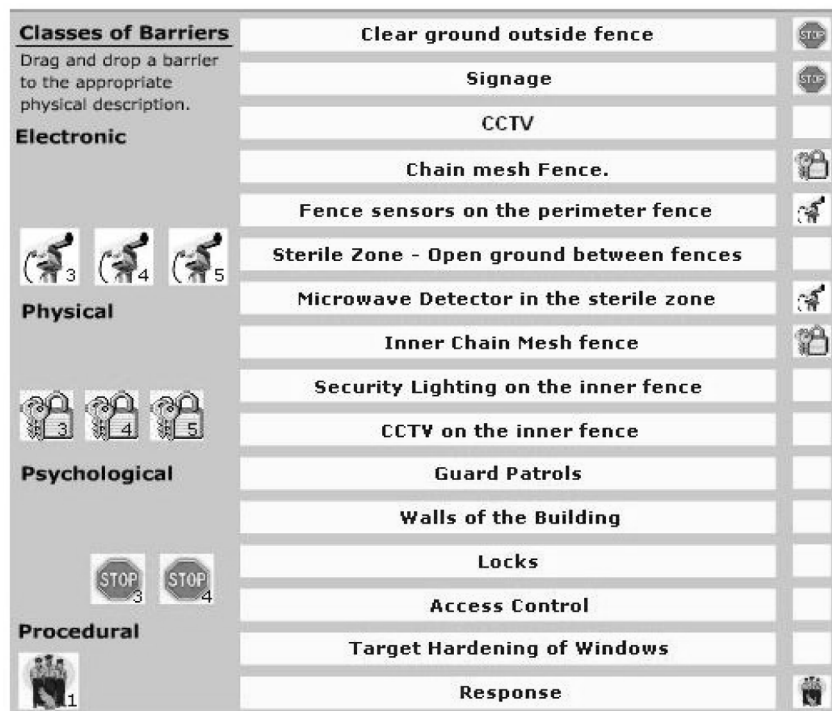 Classes of Barriers
Drag and drop a barrier
to the appropriate
physical description.
Electronic
3 4 5
Physical
3 4 5
Psychological
STOP 3 STOP 4
Procedural
1
Clear ground outside fence STOP
Signage STOP
CCTV
Chain mesh Fence.
Fence sensors on the perimeter fence
Sterile Zone - Open ground between fences
Microwave Detector in the sterile zone
Inner Chain Mesh fence
Security Lighting on the inner fence
CCTV on the inner fence
Guard Patrols
Walls of the Building
Locks
Access Control
Target Hardening of Windows
Response